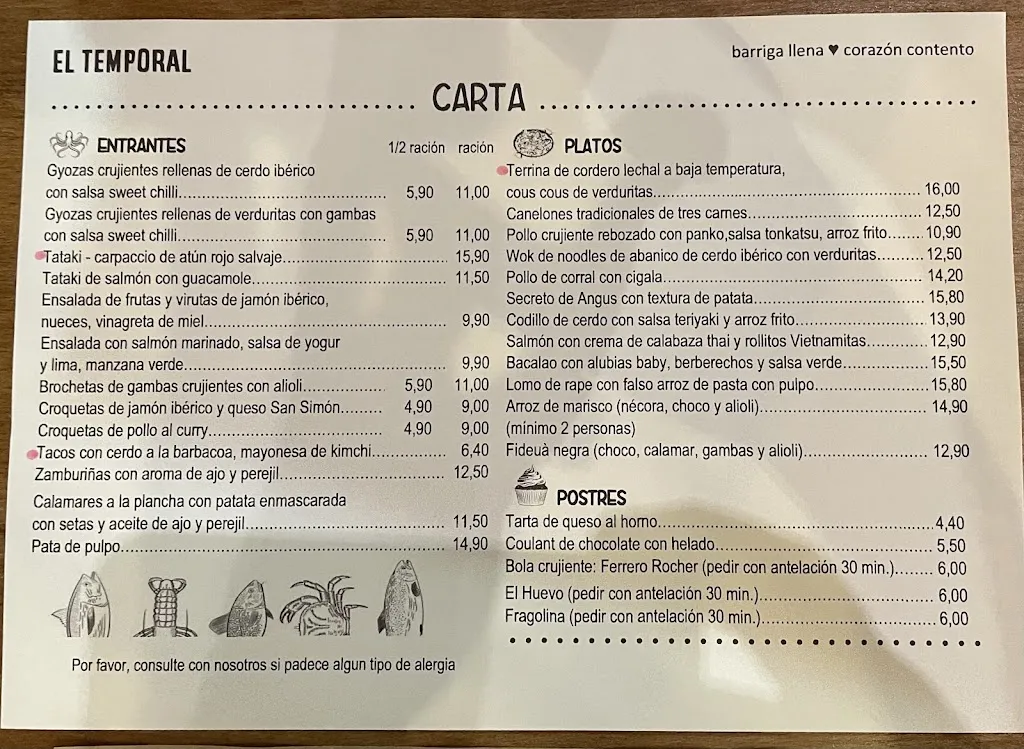 EL TEMPORAL
barriga llena ♥ corazón contento
CARTA
ENTRANTES 1/2 ración ración
Gyozas crujientes rellenas de cerdo ibérico
con salsa sweet chilli 5,90 11,00
Gyozas crujientes rellenas de verduritas con gambas
con salsa sweet chilli 5,90 11,00
Tataki - carpaccio de atún rojo salvaje 15,90
Tataki de salmón con guacamole 11,50
Ensalada de frutas y virutas de jamón ibérico,
nueces, vinagreta de miel 9,90
Ensalada con salmón marinado, salsa de yogur
y lima, manzana verde 9,90
Brochetas de gambas crujientes con alioli 5,90 11,00
Croquetas de jamón ibérico y queso San Simón 4,90 9,00
Croquetas de pollo al curry 4,90 9,00
Tacos con cerdo a la barbacoa, mayonesa de kimchi 6,40
Zamburiñas con aroma de ajo y perejil 12,50
Calamares a la plancha con patata enmascarada
con setas y aceite de ajo y perejil 11,50
Pata de pulpo 14,90
Por favor, consulte con nosotros si padece algun tipo de alergia
PLATOS
Terrina de cordero lechal a baja temperatura,
cous cous de verduritas 16,00
Canelones tradicionales de tres carnes 12,50
Pollo crujiente rebozado con panko,salsa tonkatsu, arroz frito 10,90
Wok de noodles de abanico de cerdo ibérico con verduritas 12,50
Pollo de corral con cigala 14,20
Secreto de Angus con textura de patata 15,80
Codillo de cerdo con salsa teriyaki y arroz frito 13,90
Salmón con crema de calabaza thai y rollitos Vietnamitas 12,90
Bacalao con alubias baby, berberechos y salsa verde 15,50
Lomo de rape con falso arroz de pasta con pulpo 15,80
Arroz de marisco (nécora, choco y alioli) 14,90
(mínimo 2 personas)
Fideuà negra (choco, calamar, gambas y alioli) 12,90
POSTRES
Tarta de queso al horno 4,40
Coulant de chocolate con helado 5,50
Bola crujiente: Ferrero Rocher (pedir con antelación 30 min.) 6,00
El Huevo (pedir con antelación 30 min.) 6,00
Fragolina (pedir con antelación 30 min.) 6,00